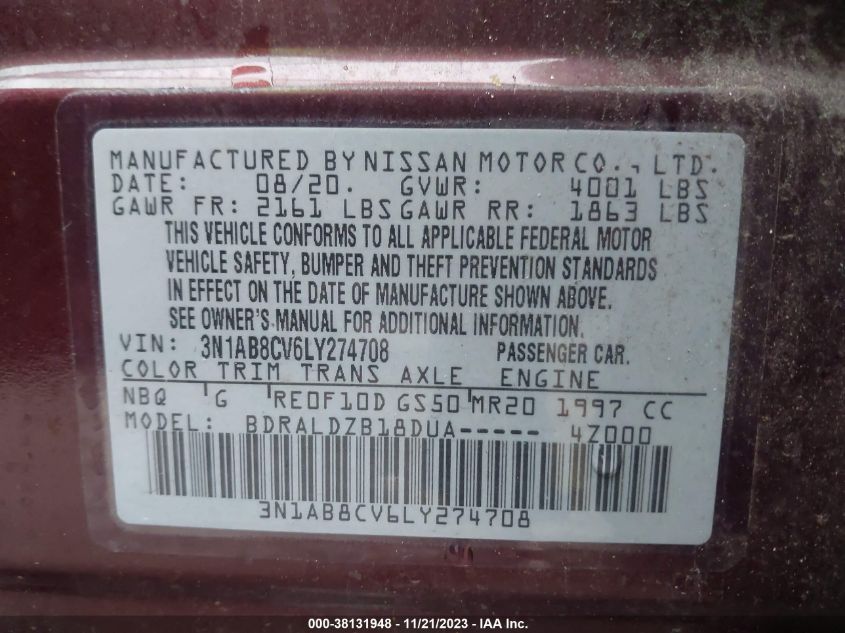 MANUFACTURED BY NISSAN MOTOR CO., LTD.
DATE: 08/20. GVWR: 4001 LBS
GAWR FR: 2161 LBS GAWR RR: 1863 LBS
THIS VEHICLE CONFORMS TO ALL APPLICABLE FEDERAL MOTOR
VEHICLE SAFETY, BUMPER AND THEFT PREVENTION STANDARDS
IN EFFECT ON THE DATE OF MANUFACTURE SHOWN ABOVE.
SEE OWNER'S MANUAL FOR ADDITIONAL INFORMATION.
VIN: 3N1AB8CV6LY274708 PASSENGER CAR.
COLOR TRIM TRANS AXLE ENGINE
NBQ G RE0F10D GS50 MR20 1997 CC
MODEL: BDRALDZB18DUA----- 4Z000
3N1AB8CV6LY274708
000-38131948 - 11/21/2023 - IAA Inc.